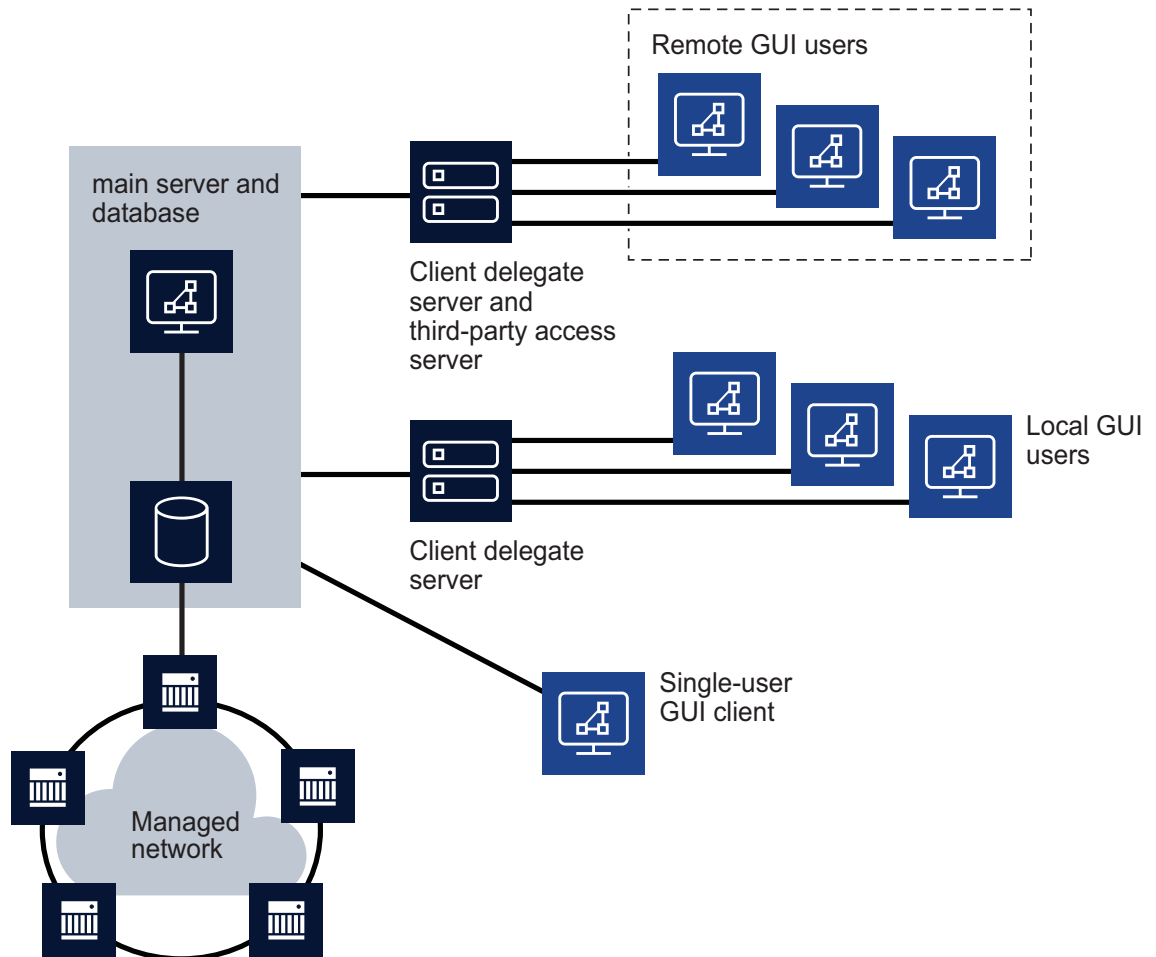 Remote GUI users
main server and
database
Client delegate
server and
third-party access
server
Local GUI
users
Client delegate
server
Single-user
GUI client
Managed
network